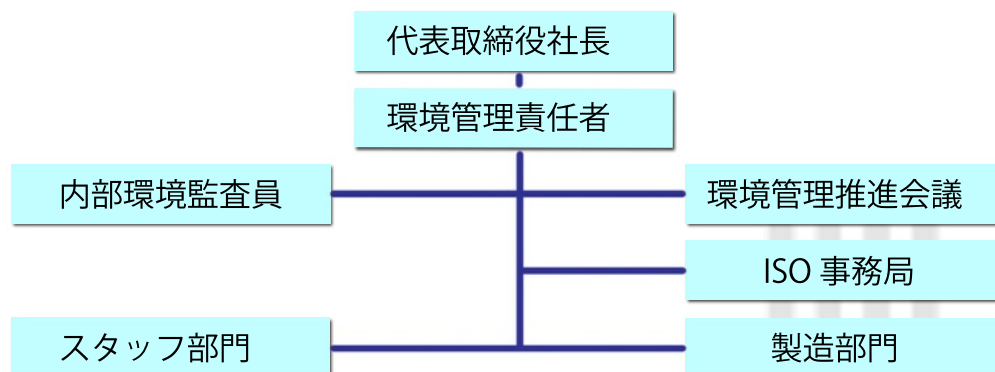 代表取締役社長
環境管理責任者
内部環境監査員
環境管理推進会議
ISO 事務局
スタッフ部門
製造部門